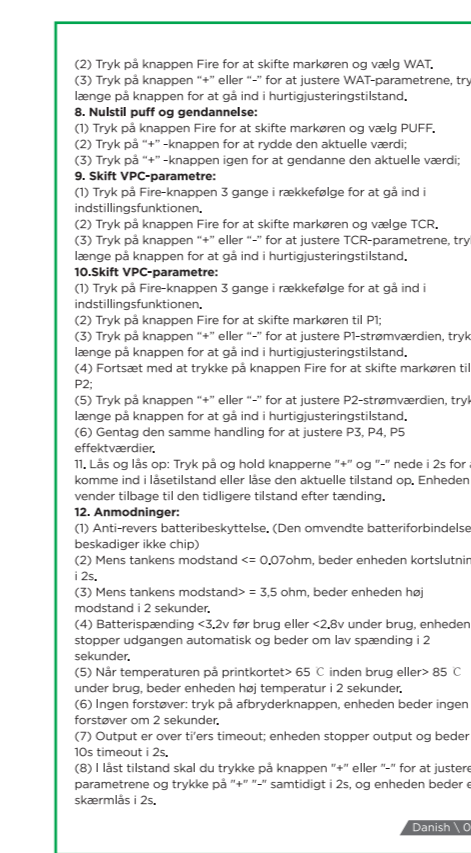 (2) Tryk på knappen Fire for at skifte markøren og vælg WAT.
(3) Tryk på knappen "+" eller "-" for at justere WAT-parametrene, try
længe på knappen for at gå ind i hurtigjusteringstilstand.
8. Nulstil puff og gendannelse:
(1) Tryk på knappen Fire for at skifte markøren og vælg PUFF.
(2) Tryk på "+" -knappen for at rydde den aktuelle værdi;
(3) Tryk på "+" -knappen igen for at gendanne den aktuelle værdi;
9. Skift VPC-parametre:
(1) Tryk på Fire-knappen 3 gange i rækkefølge for at gå ind i
indstillingsfunktionen.
(2) Tryk på knappen Fire for at skifte markøren og vælge TCR.
(3) Tryk på knappen "+" eller "-" for at justere TCR-parametrene, tryk
længe på knappen for at gå ind i hurtigjusteringstilstand.
10.Skift VPC-parametre:
(1) Tryk på Fire-knappen 3 gange i rækkefølge for at gå ind i
indstillingsfunktionen.
(2) Tryk på knappen Fire for at skifte markøren til P1;
(3) Tryk på knappen "+" eller "-" for at justere P1-strømværdien, tryk
længe på knappen for at gå ind i hurtigjusteringstilstand.
(4) Fortsæt med at trykke på knappen Fire for at skifte markøren til
P2;
(5) Tryk på knappen "+" eller "-" for at justere P2-strømværdien, tryk
længe på knappen for at gå ind i hurtigjusteringstilstand.
(6) Gentag den samme handling for at justere P3, P4, P5
effektværdier.
11. Lås og lås op: Tryk på og hold knapperne "+" og "-" nede i 2s for a
komme ind i låsetilstand eller låse den aktuelle tilstand op. Enheden
vender tilbage til den tidligere tilstand efter tænding.
12. Anmodninger:
(1) Anti-revers batteribeskyttelse. (Den omvendte batteriforbindelse
beskadiger ikke chip)
(2) Mens tankens modstand <= 0.07ohm, beder enheden kortslutnin
i 2s.
(3) Mens tankens modstand> = 3,5 ohm, beder enheden høj
modstand i 2 sekunder.
(4) Batterispænding <3.2v før brug eller <2.8v under brug, enheden
stopper udgangen automatisk og beder om lav spænding i 2
sekunder.
(5) Når temperaturen på printkortet> 65 ℃ inden brug eller> 85 ℃
under brug, beder enheden høj temperatur i 2 sekunder.
(6) Ingen forstøver: tryk på afbryderknappen, enheden beder ingen
forstøver om 2 sekunder.
(7) Output er over ti'ers timeout; enheden stopper output og beder
10s timeout i 2s.
(8) I låst tilstand skal du trykke på knappen "+" eller "-" for at justere
parametrene og trykke på "+" "-" samtidigt i 2s, og enheden beder e
skærmlås i 2s.
Danish \ 0